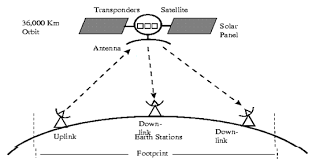 Transponders
Satellite
36,000 Km
Orbit
Solar
Panel
Antenna
Uplink
Down-
link
Earth Stations
Down-
link
Footprint